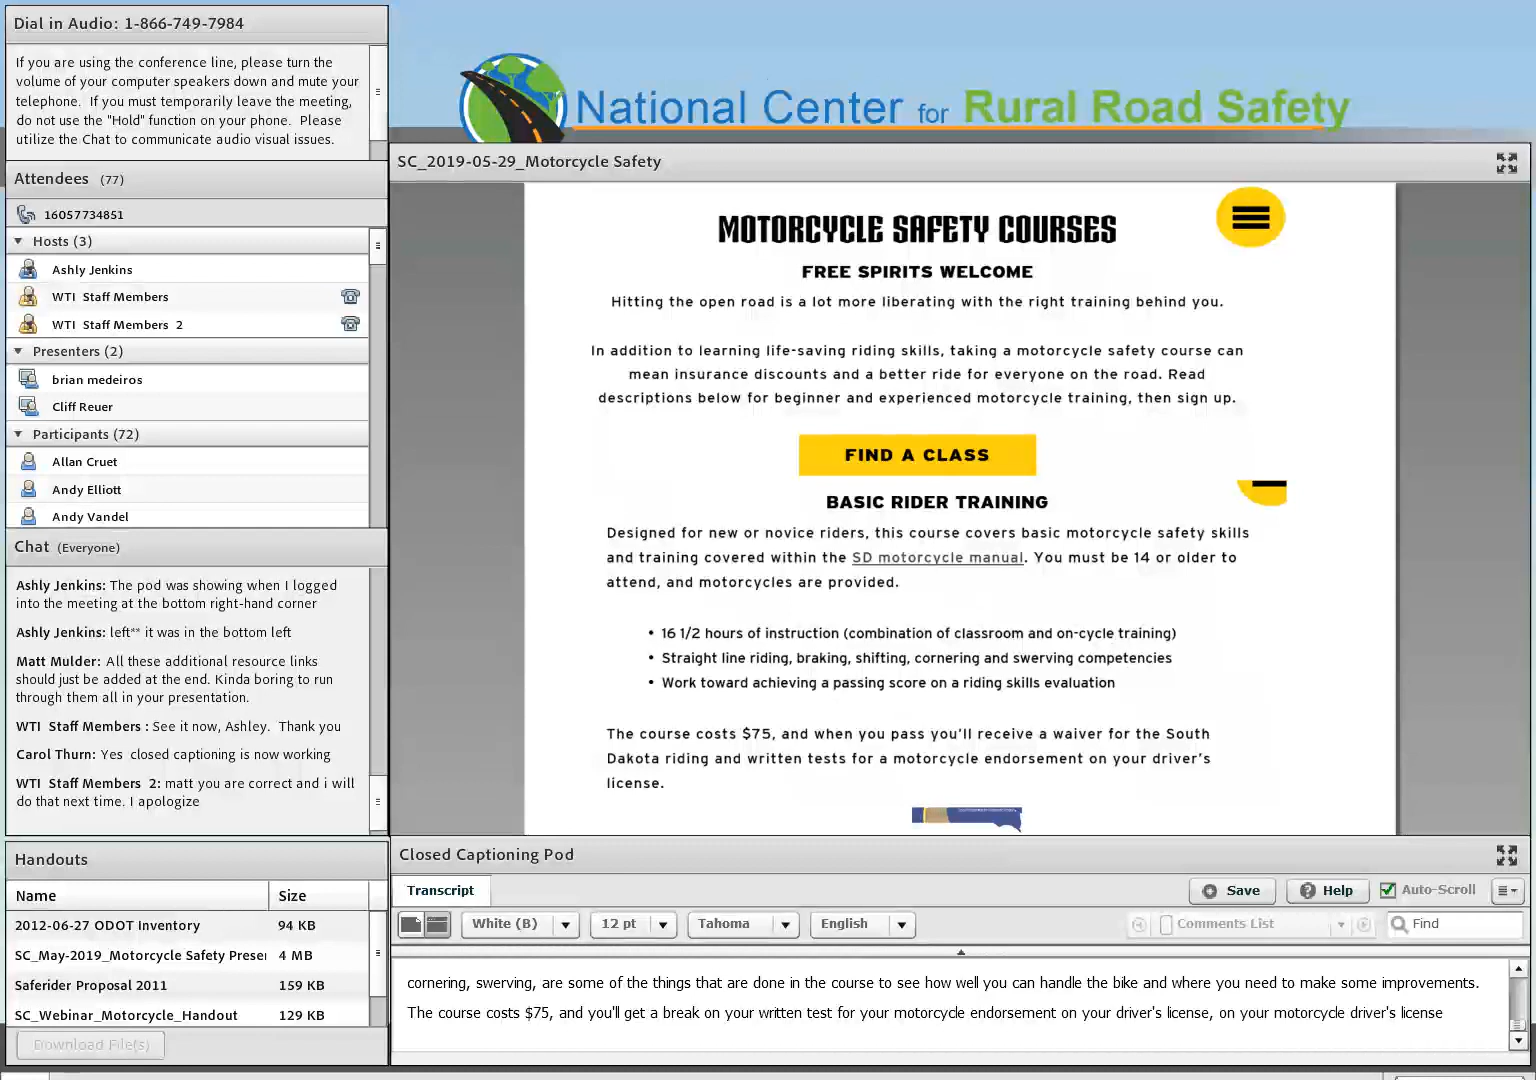 Dial in Audio: 1-866-749-7984
If you are using the conference line, please turn the
volume of your computer speakers down and mute your
telephone.  If you must temporarily leave the meeting,
do not use the "Hold" function on your phone.  Please
utilize the Chat to communicate audio visual issues.
Attendees (77)
16057734851
Hosts (3)
Ashly Jenkins
WTI Staff Members
WTI Staff Members 2
Presenters (2)
brian medeiros
Cliff Reuer
Participants (72)
Allan Cruet
Andy Elliott
Andy Vandel
Chat (Everyone)
Ashly Jenkins: The pod was showing when I logged
into the meeting at the bottom right-hand corner
Ashly Jenkins: left** it was in the bottom left
Matt Mulder: All these additional resource links
should just be added at the end. Kinda boring to run
through them all in your presentation.
WTI Staff Members : See it now, Ashley.  Thank you
Carol Thurn: Yes closed captioning is now working
WTI Staff Members 2: matt you are correct and i will
do that next time. I apologize
Handouts
Name Size
2012-06-27 ODOT Inventory 94 KB
SC_May-2019_Motorcycle Safety Prese 4 MB
Saferider Proposal 2011 159 KB
SC_Webinar_Motorcycle_Handout 129 KB
Download File(s)
National Center for Rural Road Safety
SC_2019-05-29_Motorcycle Safety
MOTORCYCLE SAFETY COURSES
FREE SPIRITS WELCOME
Hitting the open road is a lot more liberating with the right training behind you.
In addition to learning life-saving riding skills, taking a motorcycle safety course can
mean insurance discounts and a better ride for everyone on the road. Read
descriptions below for beginner and experienced motorcycle training, then sign up.
FIND A CLASS
BASIC RIDER TRAINING
Designed for new or novice riders, this course covers basic motorcycle safety skills
and training covered within the SD motorcycle manual. You must be 14 or older to
attend, and motorcycles are provided.
• 16 1/2 hours of instruction (combination of classroom and on-cycle training)
• Straight line riding, braking, shifting, cornering and swerving competencies
• Work toward achieving a passing score on a riding skills evaluation
The course costs $75, and when you pass you'll receive a waiver for the South
Dakota riding and written tests for a motorcycle endorsement on your driver's
license.
Closed Captioning Pod
Transcript Save Help Auto-Scroll
White (B) 12 pt Tahoma English Comments List Find
cornering, swerving, are some of the things that are done in the course to see how well you can handle the bike and where you need to make some improvements.
The course costs $75, and you'll get a break on your written test for your motorcycle endorsement on your driver's license, on your motorcycle driver's license